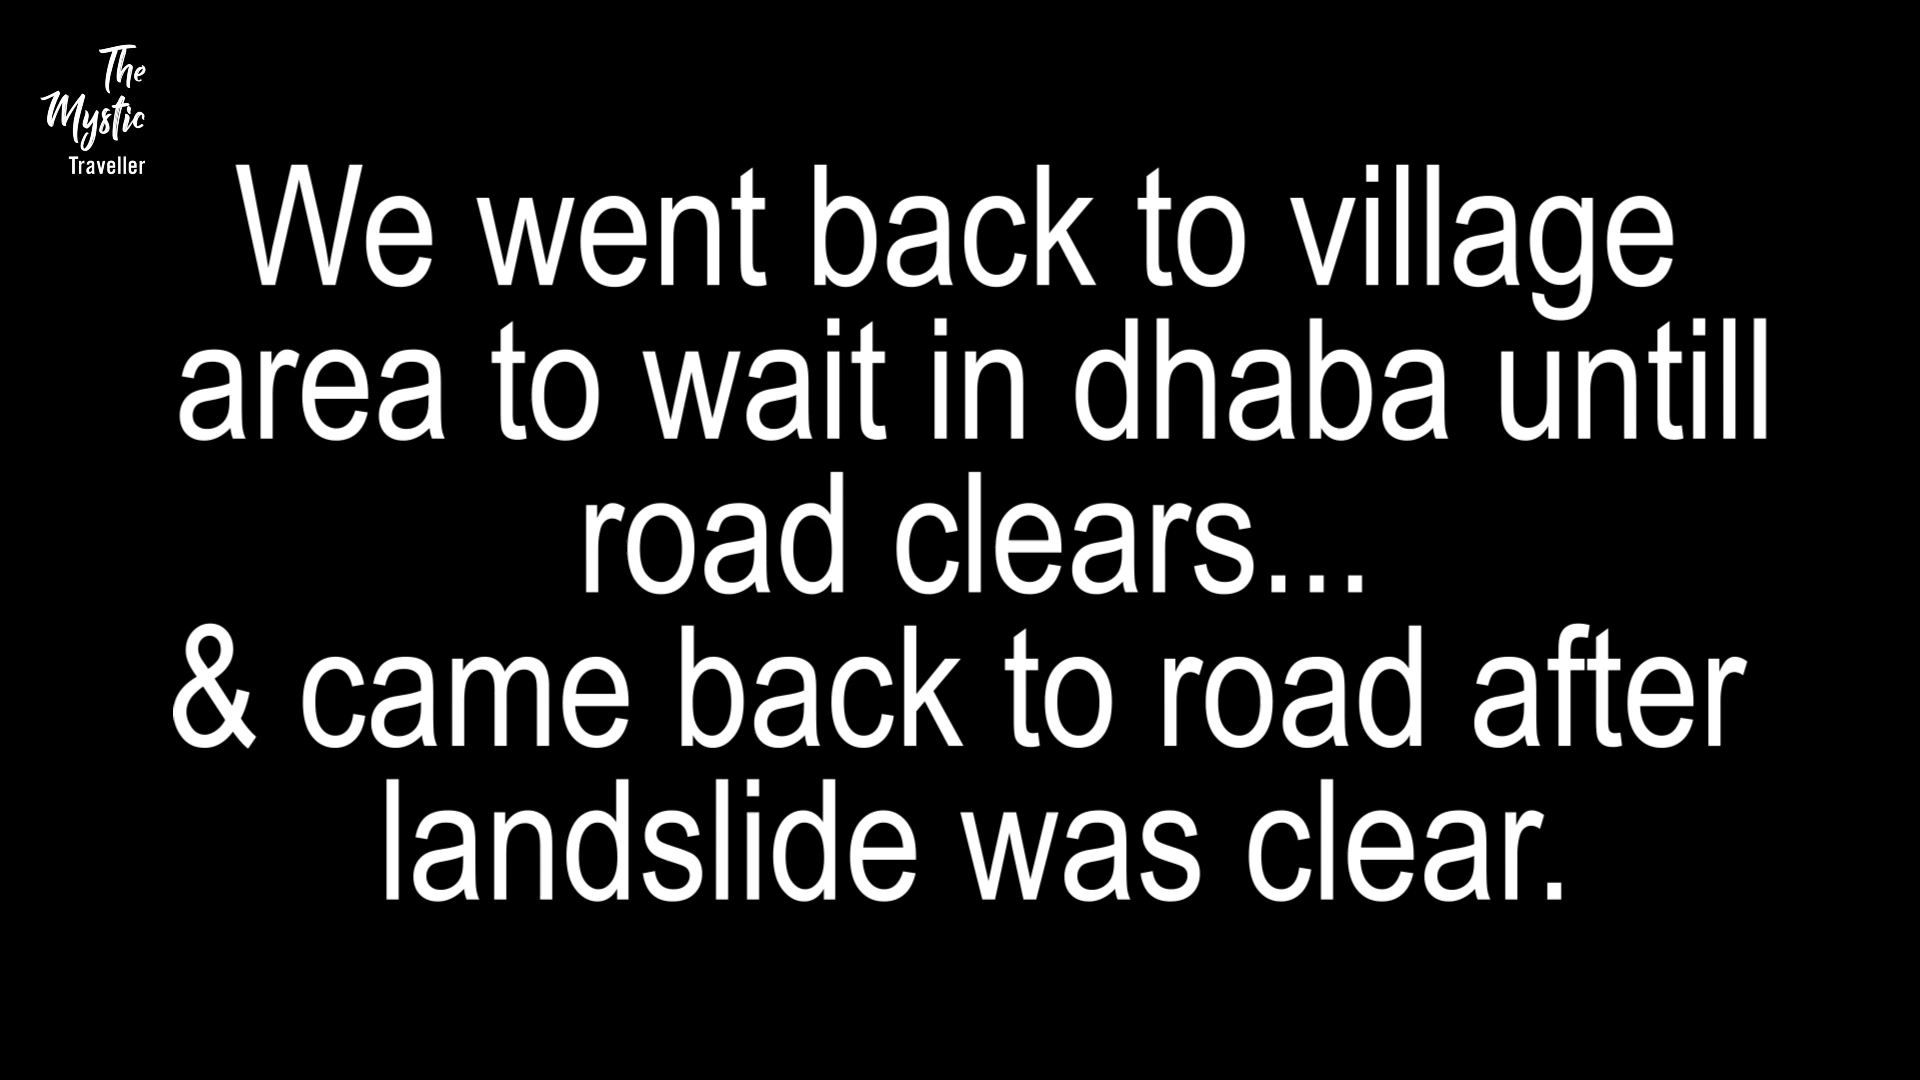 The
Mystic
Traveller
We went back to village
area to wait in dhaba untill
road clears...
& came back to road after
landslide was clear.